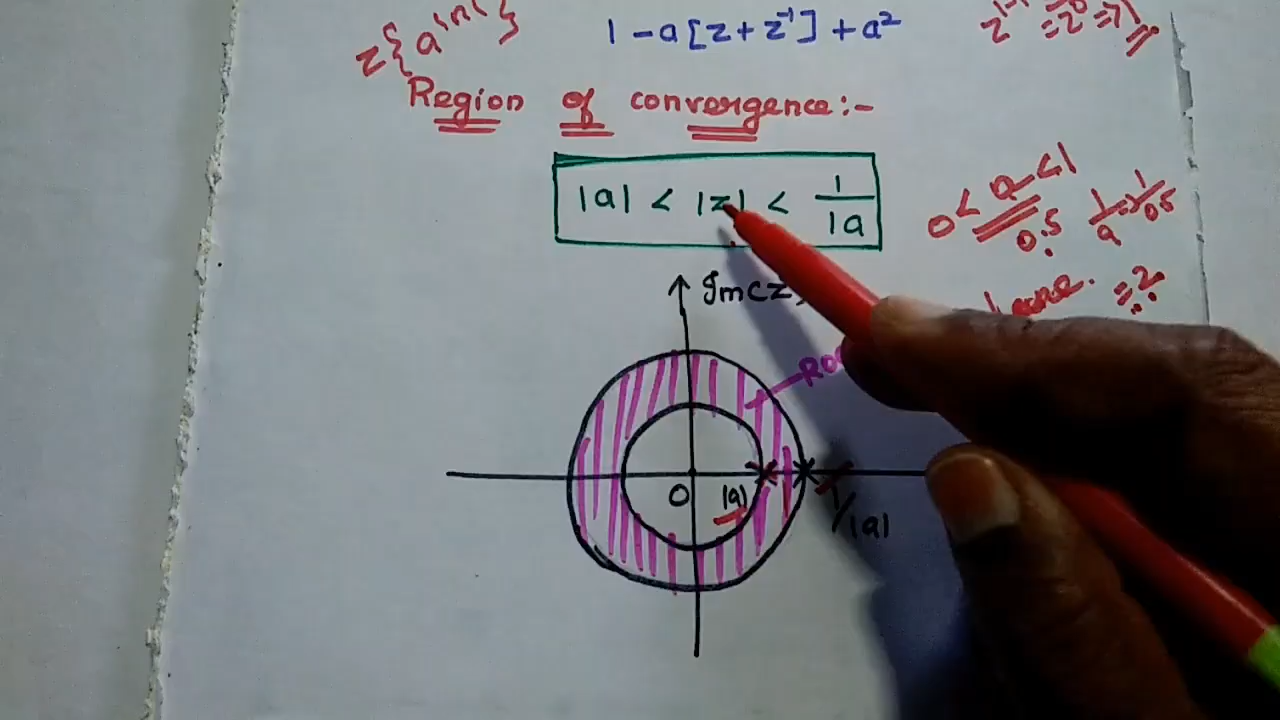 z{a^|n|}
1 - a[z + z⁻¹] + a²
Region of convergence:-
|a| < |z| < 1/|a
0 < a < 1
0.5
1/a = 1/0.5
= 2
Im(z)
ROC
0
|a|
1/|a|